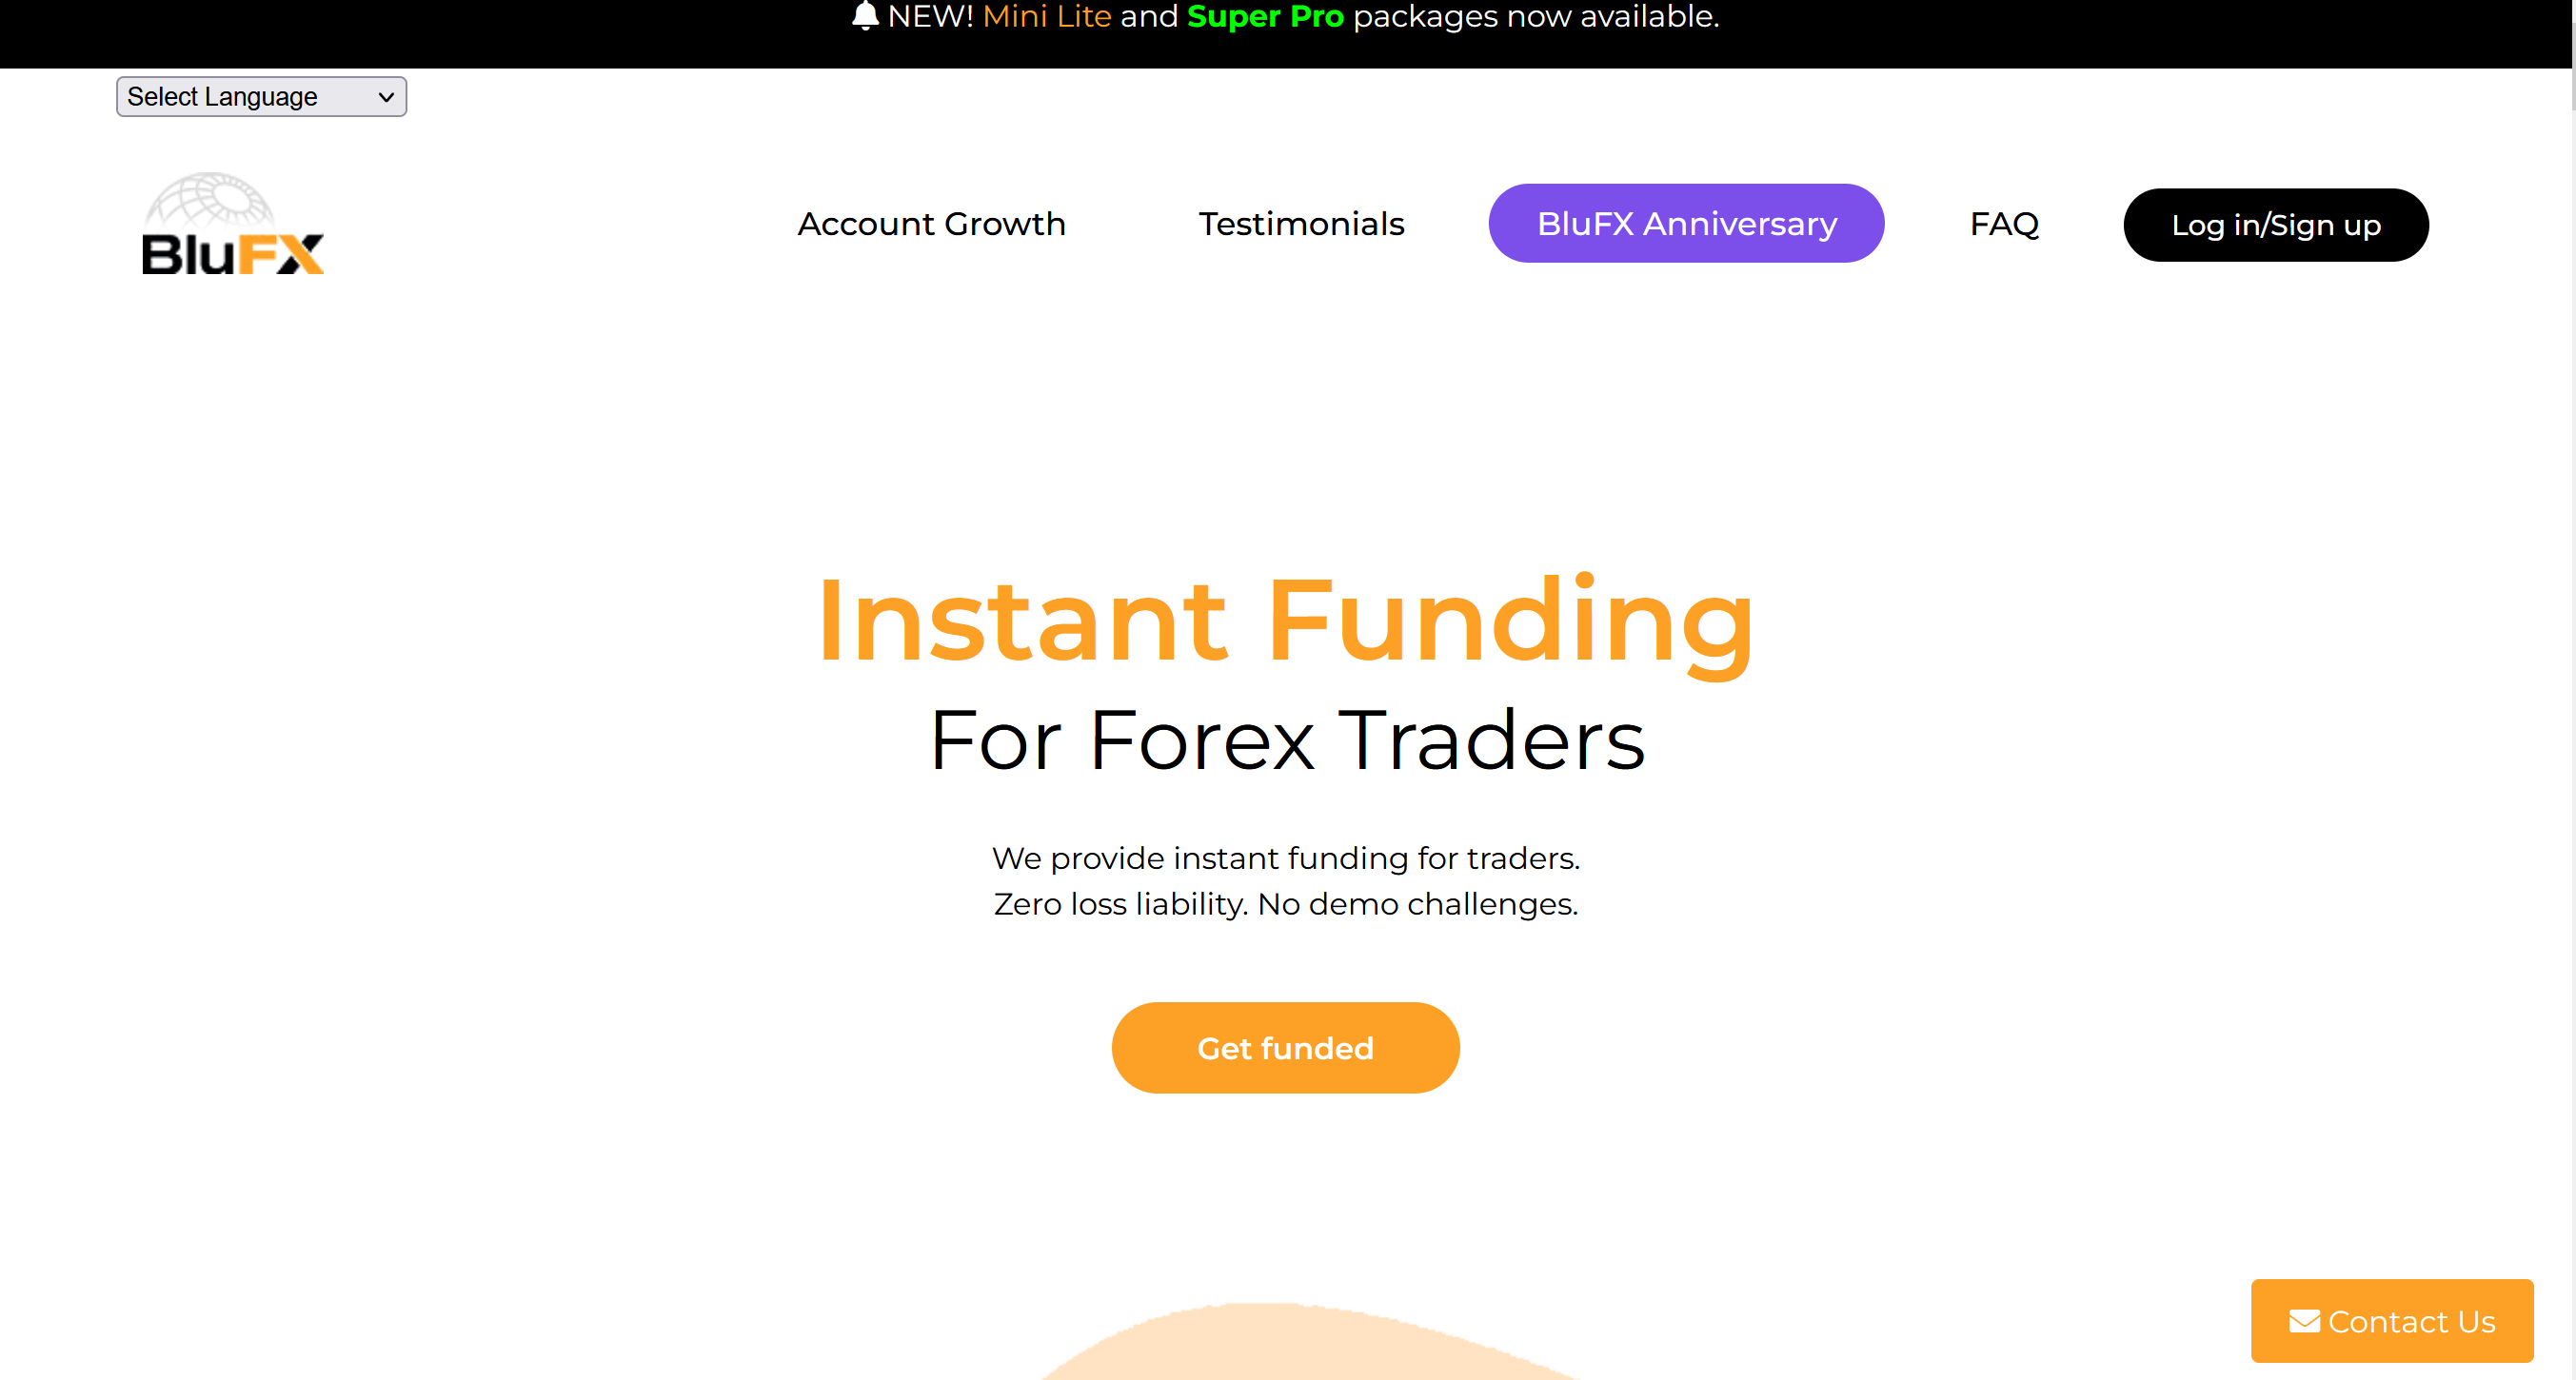 NEW! Mini Lite and Super Pro packages now available.
Select Language
BluFX
Account Growth
Testimonials
BluFX Anniversary
FAQ
Log in/Sign up
Instant Funding
For Forex Traders
We provide instant funding for traders.
Zero loss liability. No demo challenges.
Get funded
Contact Us